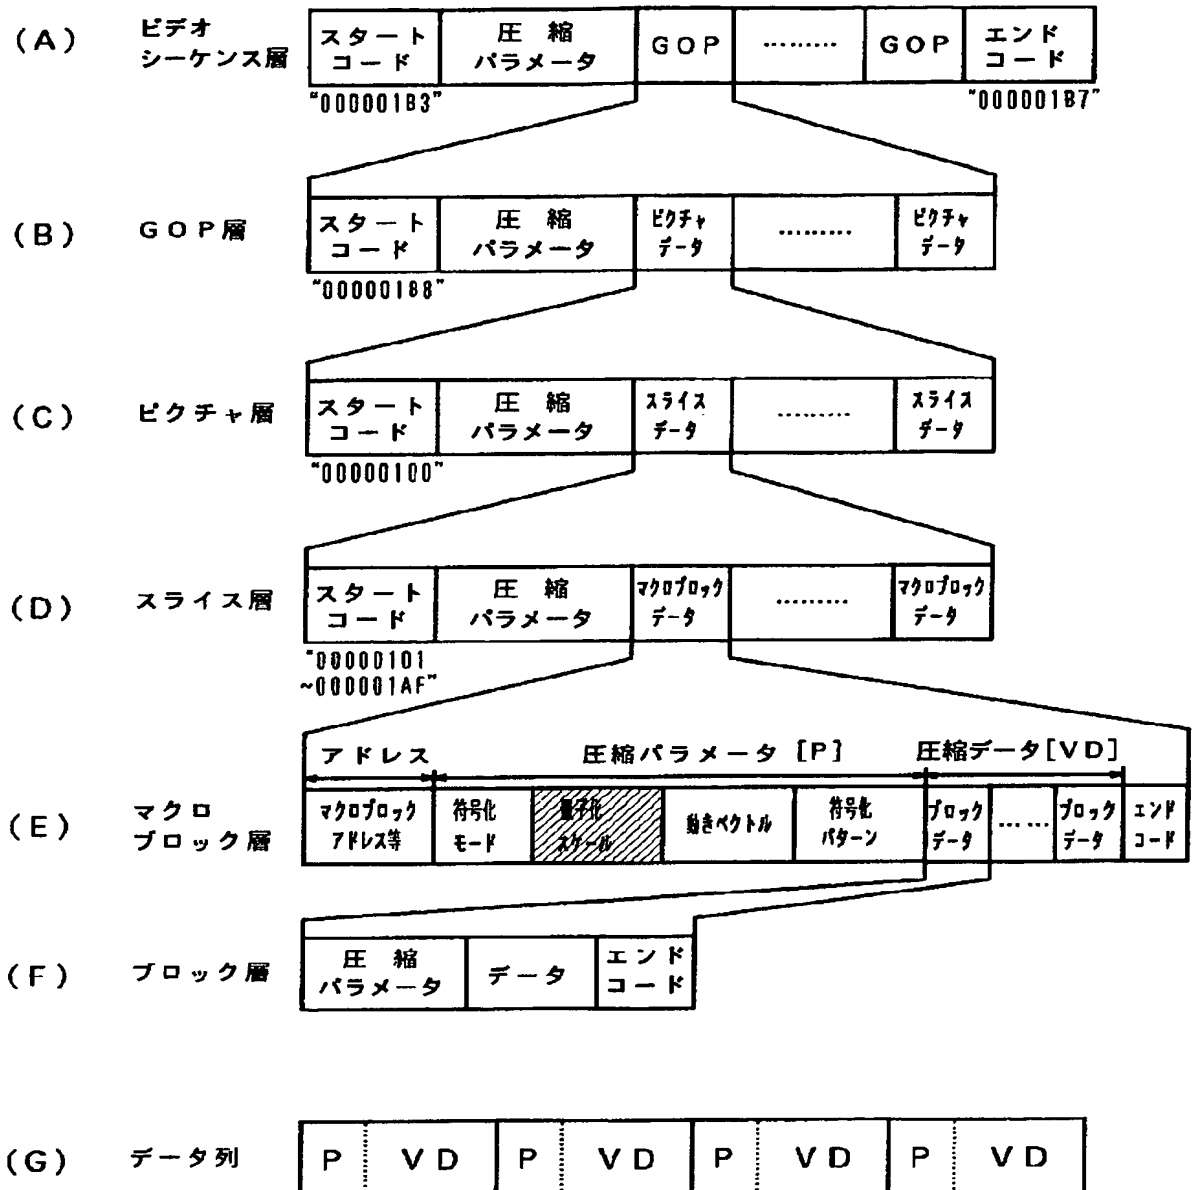 (A)
ビデオ
シーケンス層
スタート
コード
圧縮
パラメータ
GOP
………
GOP
エンド
コード
"000001B3"
"000001B7"
(B)
GOP層
スタート
コード
圧縮
パラメータ
ピクチャ
データ
………
ピクチャ
データ
"000001B8"
(C)
ピクチャ層
スタート
コード
圧縮
パラメータ
スライス
データ
………
スライス
データ
"00000100"
(D)
スライス層
スタート
コード
圧縮
パラメータ
マクロブロック
データ
………
マクロブロック
データ
"00000101
~000001AF"
アドレス
圧縮パラメータ [P]
圧縮データ[VD]
(E)
マクロ
ブロック層
マクロブロック
アドレス等
符号化
モード
量子化
スケール
動きベクトル
符号化
パターン
ブロック
データ
……
ブロック
データ
エンド
コード
(F)
ブロック層
圧縮
パラメータ
データ
エンド
コード
(G)
データ列
P
VD
P
VD
P
VD
P
VD